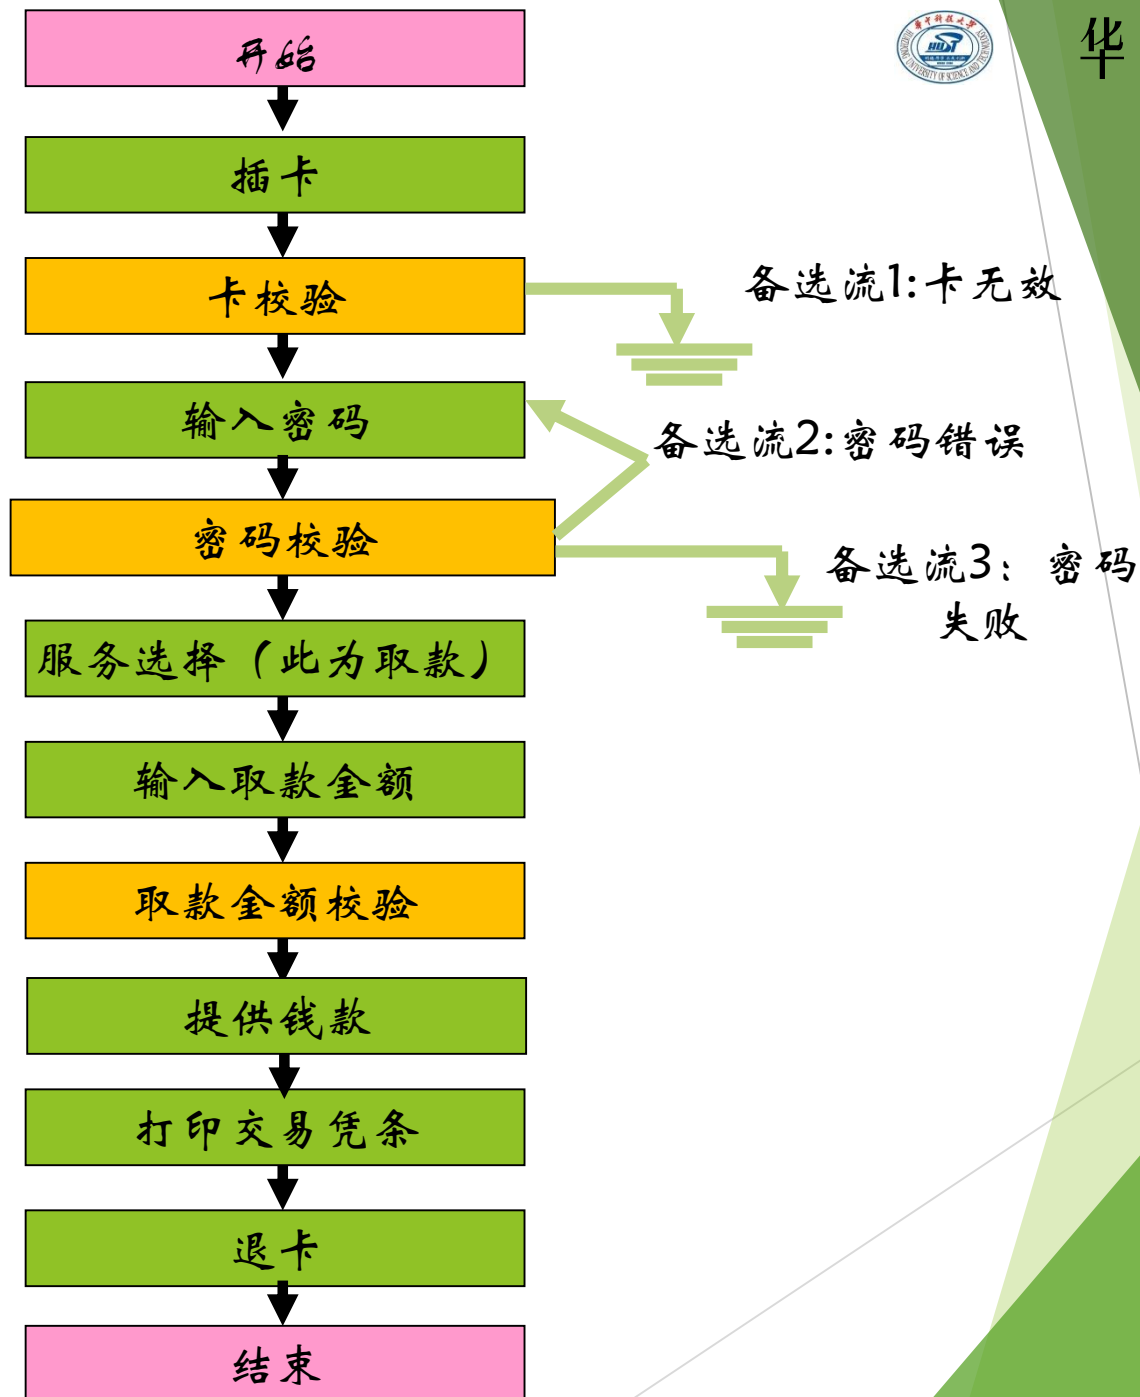 华
开始
插卡
卡校验
备选流1:卡无效
输入密码
备选流2:密码错误
密码校验
备选流3：密码
失败
服务选择（此为取款）
输入取款金额
取款金额校验
提供钱款
打印交易凭条
退卡
结束